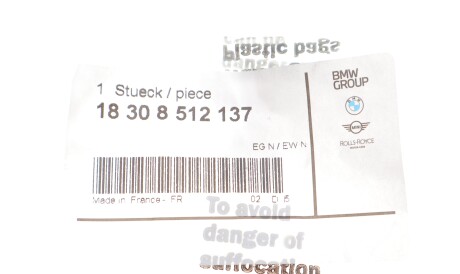 Plastic bags
1 Stueck / piece
18 30 8 512 137
EG N / EW N
Made in France - FR
02
BMW
GROUP
MINI
ROLLS-ROYCE
To avoid
danger of
suffocation